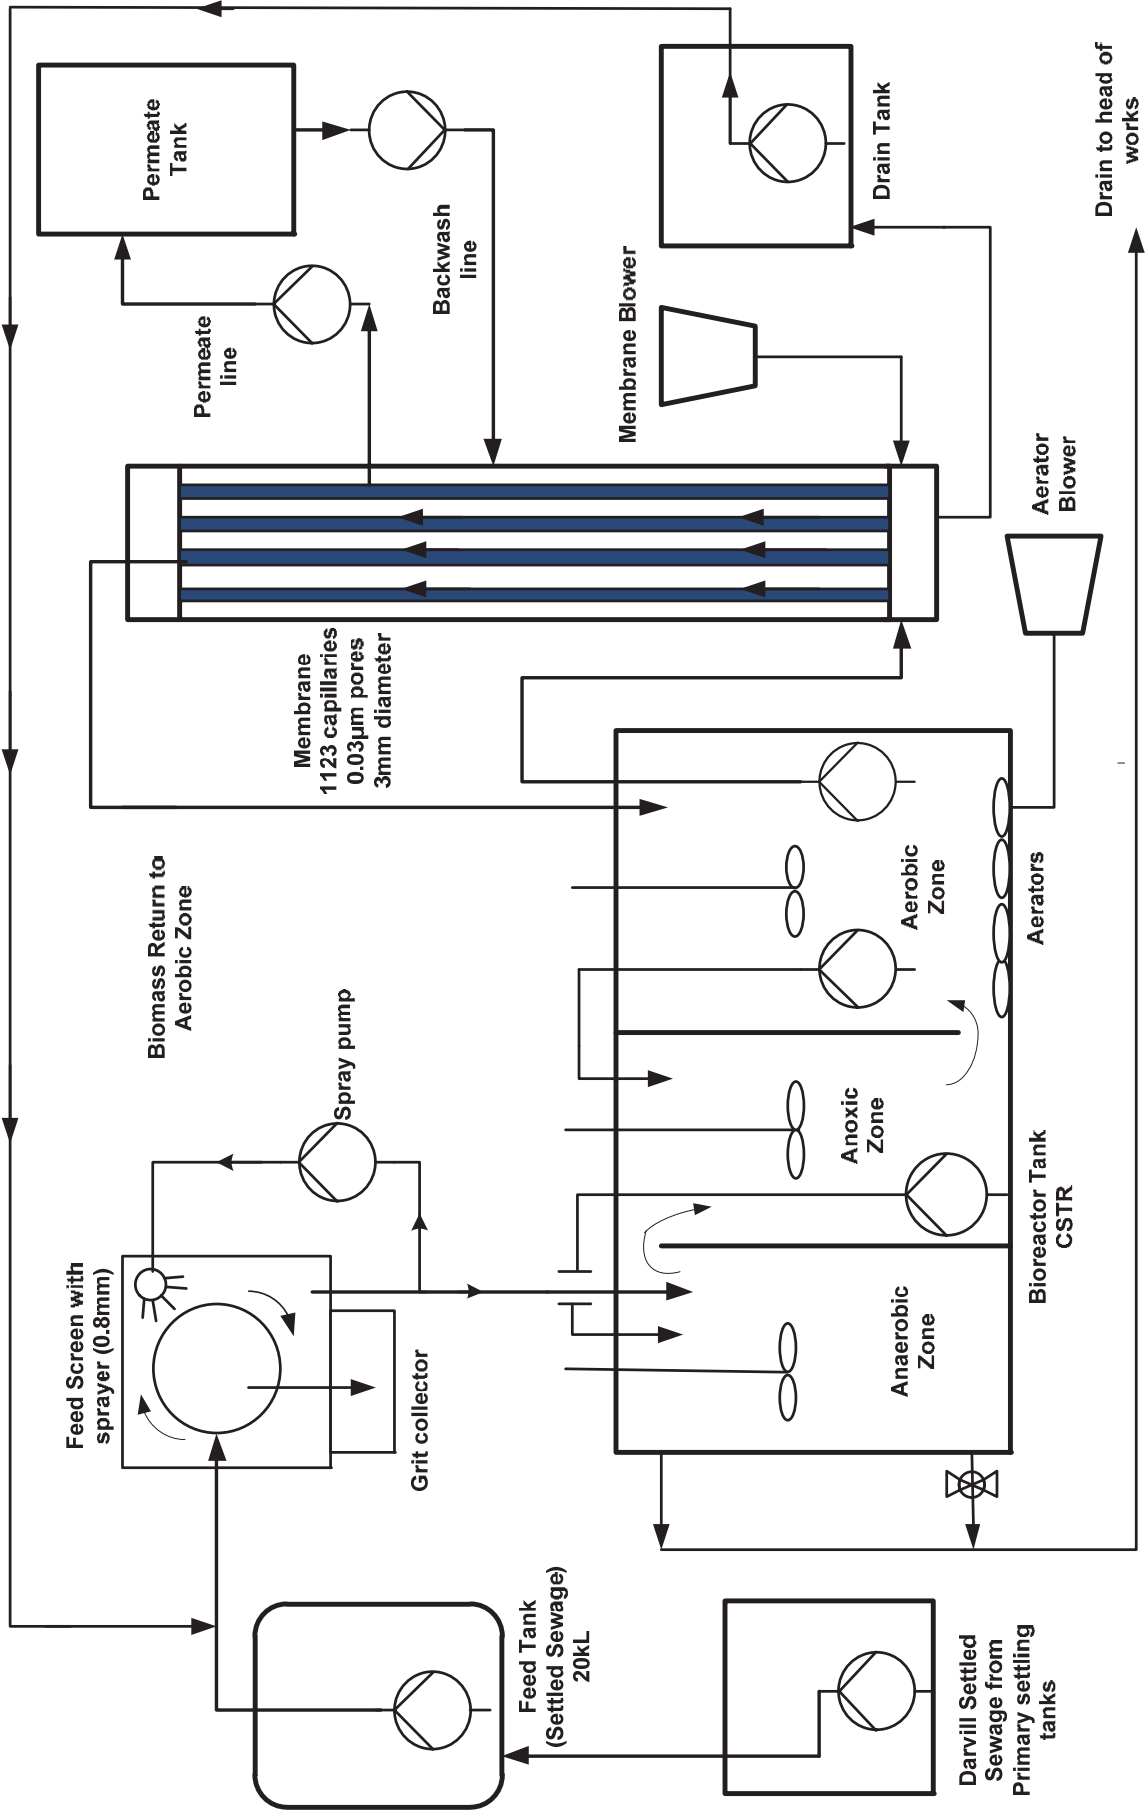 Darvill Settled
Sewage from
Primary settling
tanks
Feed Tank
(Settled Sewage)
20kL
Feed Screen with
sprayer (0.8mm)
Grit collector
Spray pump
Biomass Return to
Aerobic Zone
Anaerobic
Zone
Anoxic
Zone
Aerobic
Zone
Bioreactor Tank
CSTR
Aerators
Aerator
Blower
Membrane
1123 capillaries
0.03µm pores
3mm diameter
Membrane Blower
Permeate
line
Backwash
line
Permeate
Tank
Drain Tank
Drain to head of
works